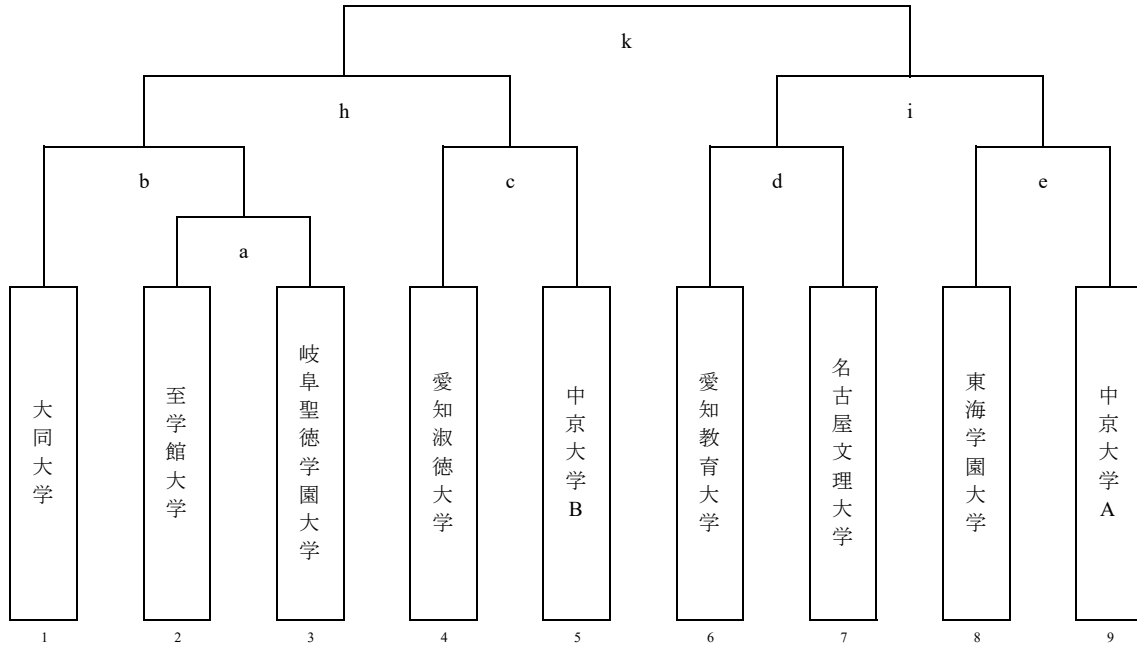 k
h
i
b
c
d
e
a
大同大学
至学館大学
岐阜聖徳学園大学
愛知淑徳大学
中京大学B
愛知教育大学
名古屋文理大学
東海学園大学
中京大学A
1 2 3 4 5 6 7 8 9